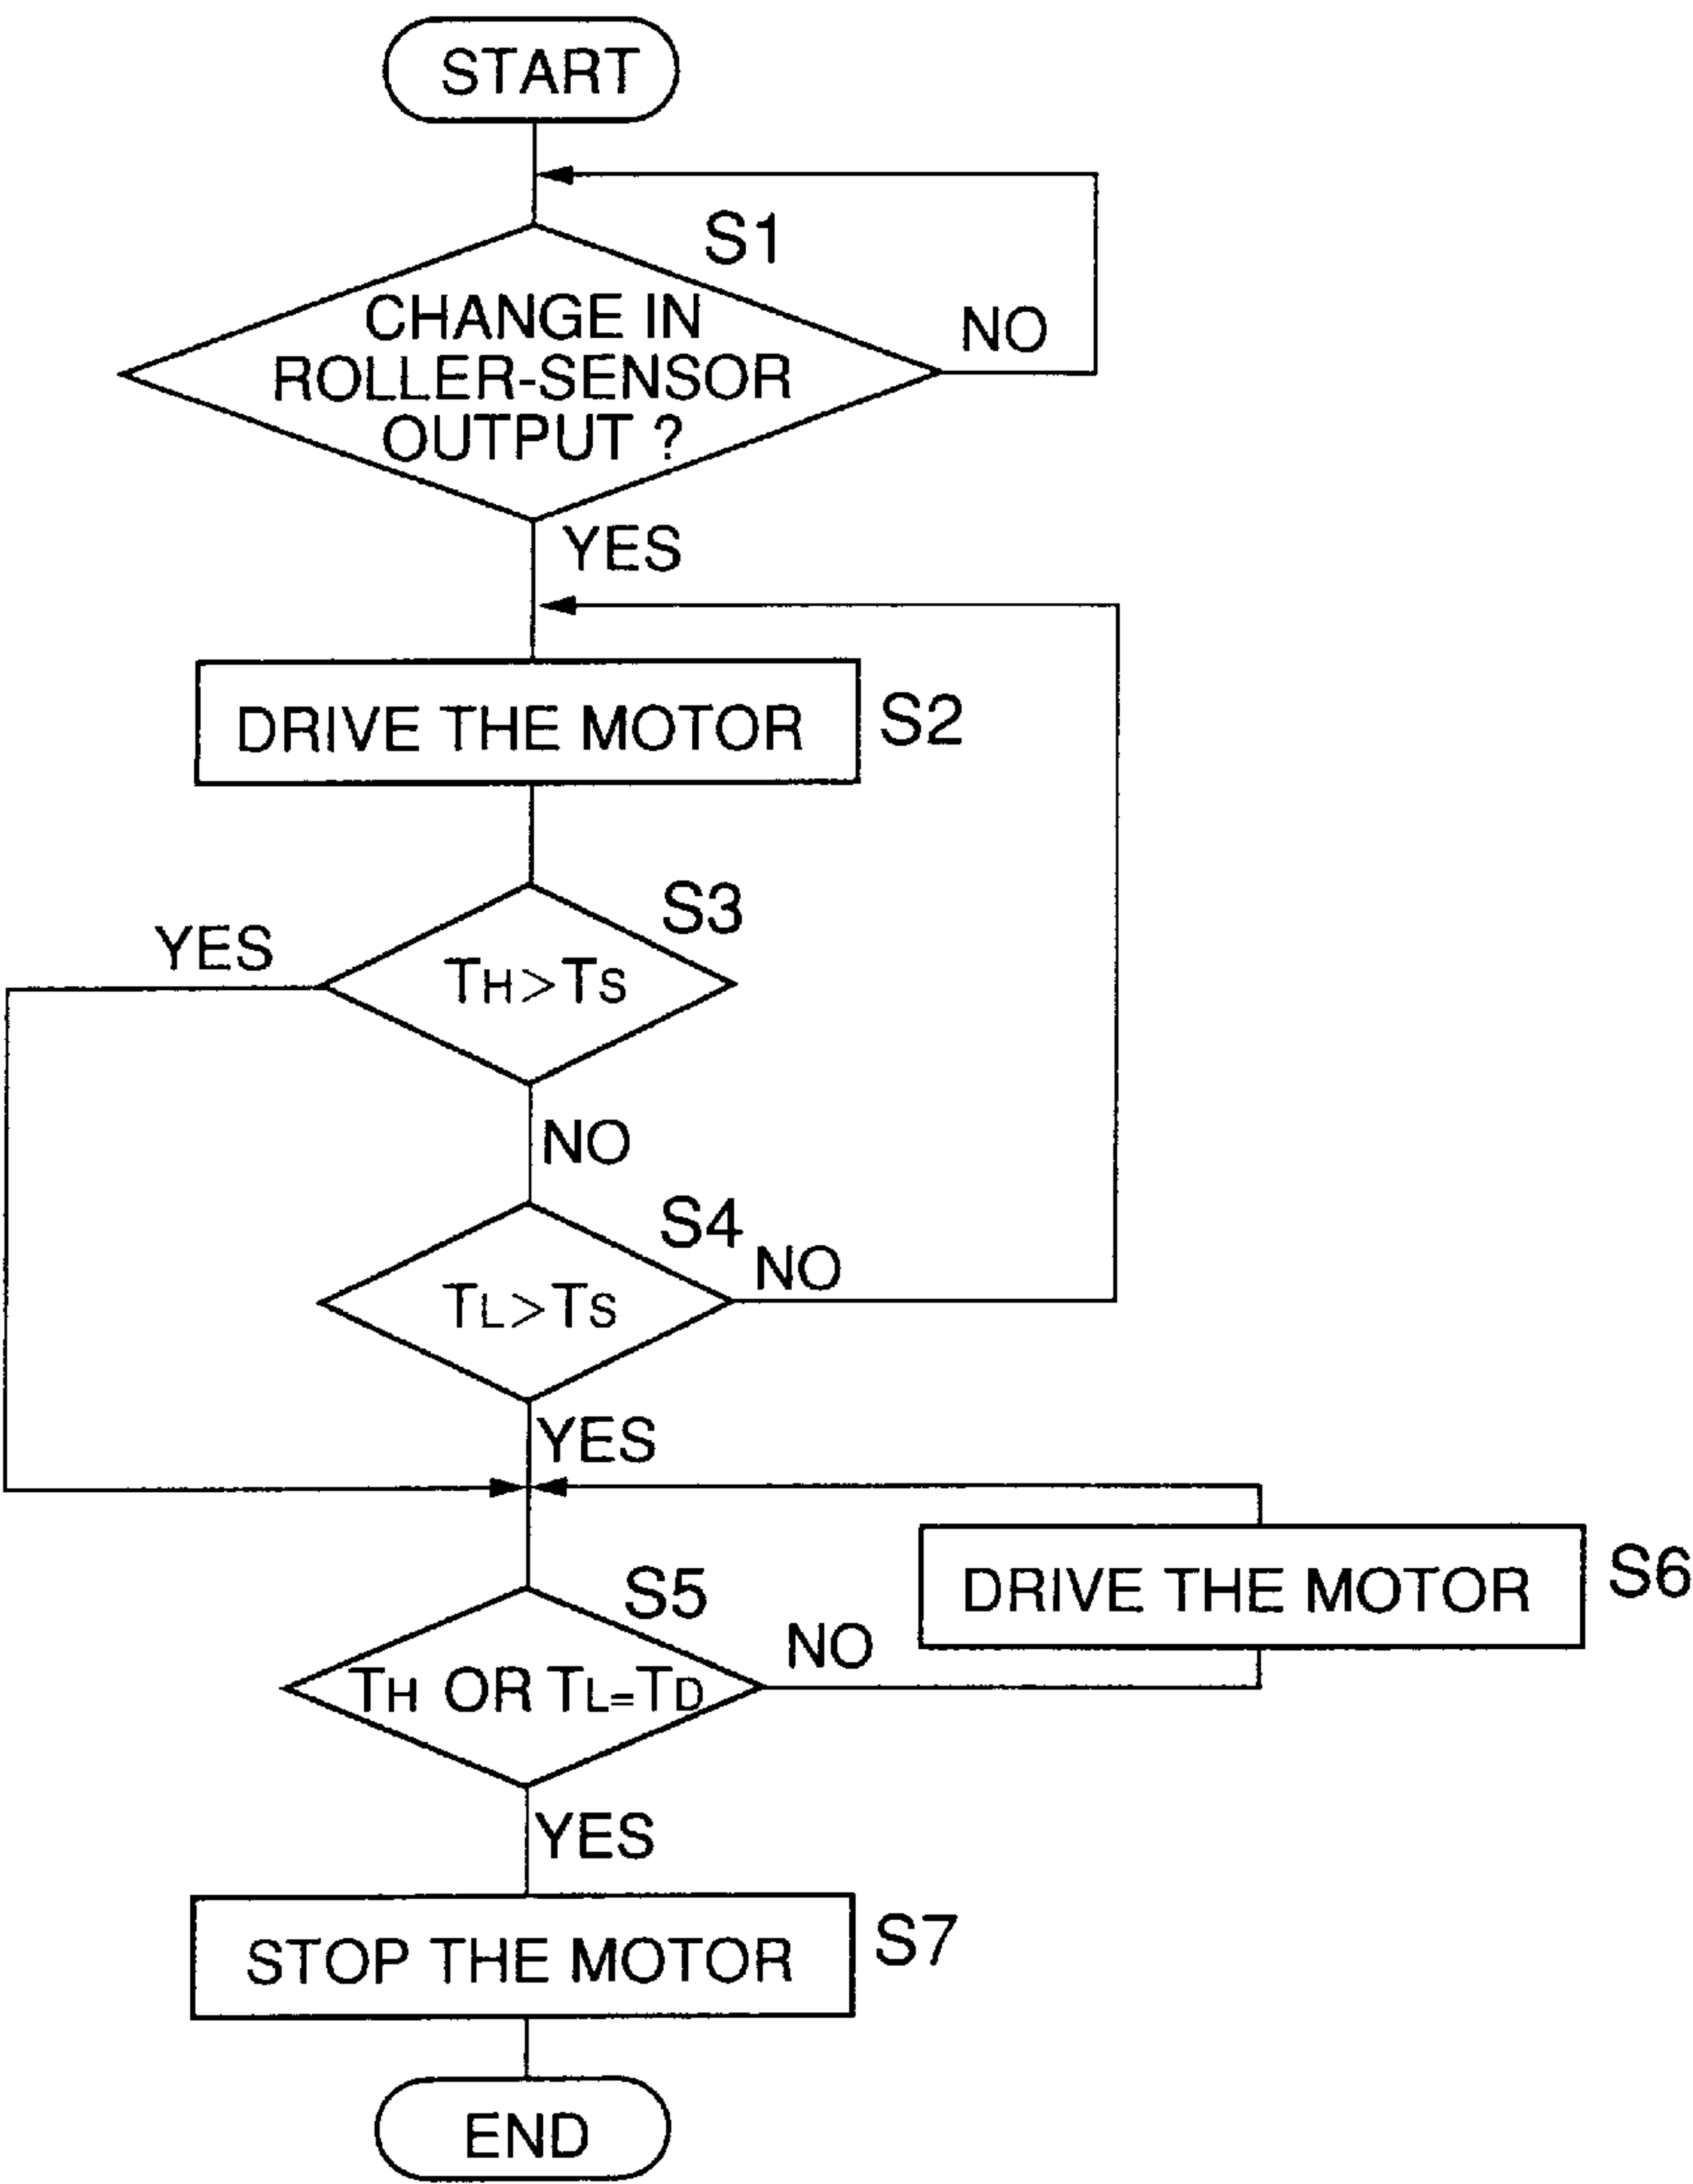 START
S1
CHANGE IN
ROLLER-SENSOR
OUTPUT ?
NO
YES
DRIVE THE MOTOR
S2
S3
YES
TH>TS
NO
S4
NO
TL>TS
YES
DRIVE THE MOTOR
S6
S5
NO
TH OR TL=TD
YES
STOP THE MOTOR
S7
END